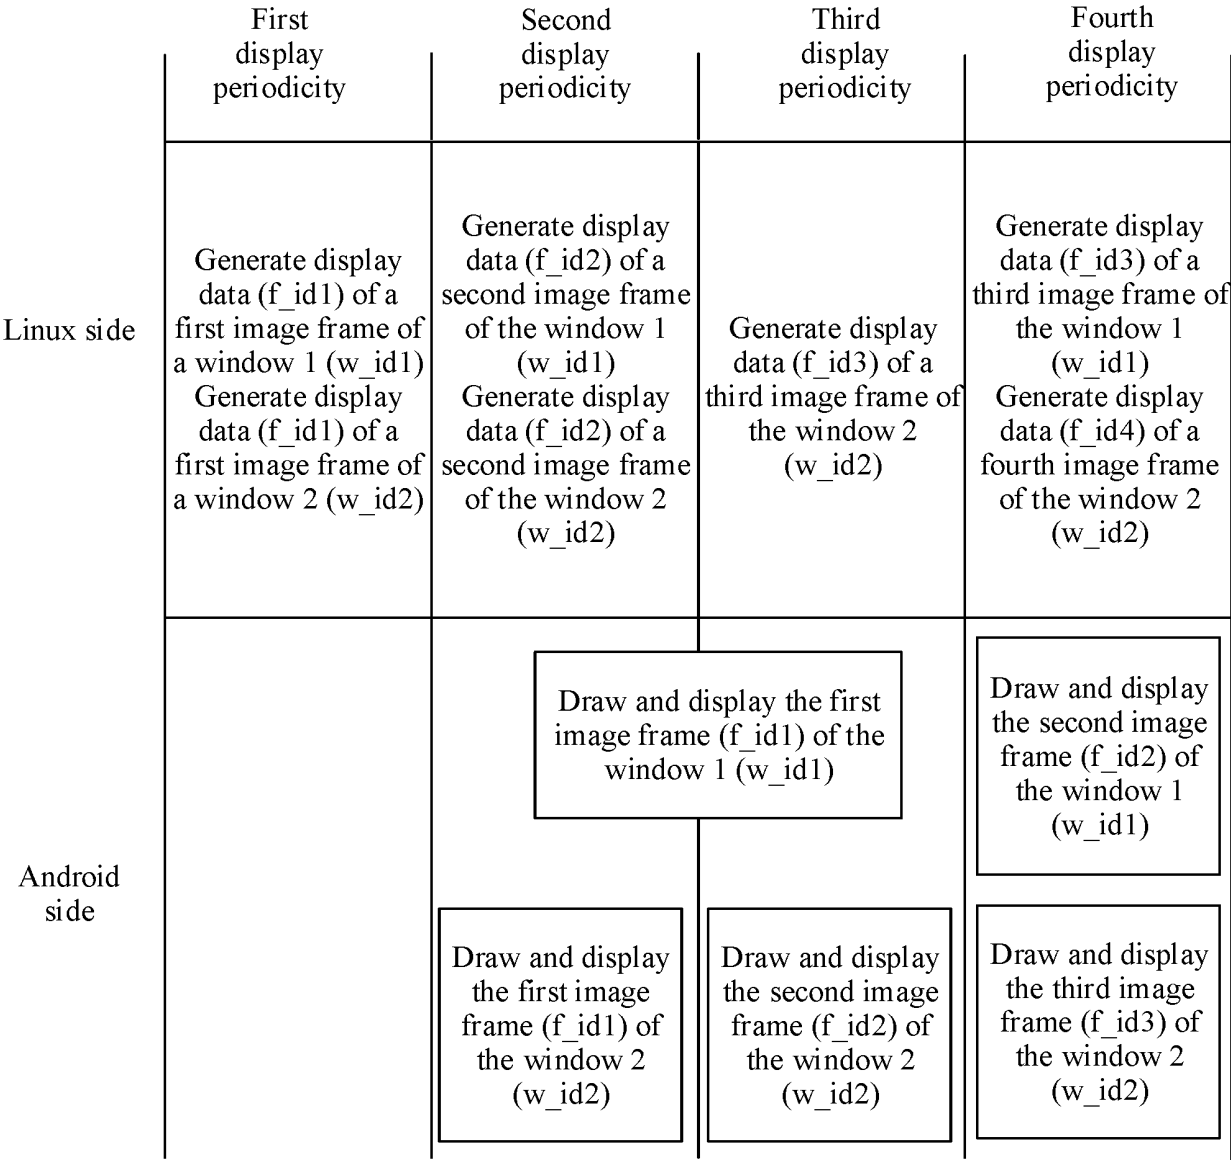 First
display
periodicity
Second
display
periodicity
Third
display
periodicity
Fourth
display
periodicity
Linux side
Generate display
data (f_id1) of a
first image frame of
a window 1 (w_id1)
Generate display
data (f_id1) of a
first image frame of
a window 2 (w_id2)
Generate display
data (f_id2) of a
second image frame
of the window 1
(w_id1)
Generate display
data (f_id2) of a
second image frame
of the window 2
(w_id2)
Generate display
data (f_id3) of a
third image frame of
the window 2
(w_id2)
Generate display
data (f_id3) of a
third image frame of
the window 1
(w_id1)
Generate display
data (f_id4) of a
fourth image frame
of the window 2
(w_id2)
Android
side
Draw and display the first
image frame (f_id1) of the
window 1 (w_id1)
Draw and display
the second image
frame (f_id2) of
the window 1
(w_id1)
Draw and display
the first image
frame (f_id1) of
the window 2
(w_id2)
Draw and display
the second image
frame (f_id2) of
the window 2
(w_id2)
Draw and display
the third image
frame (f_id3) of
the window 2
(w_id2)